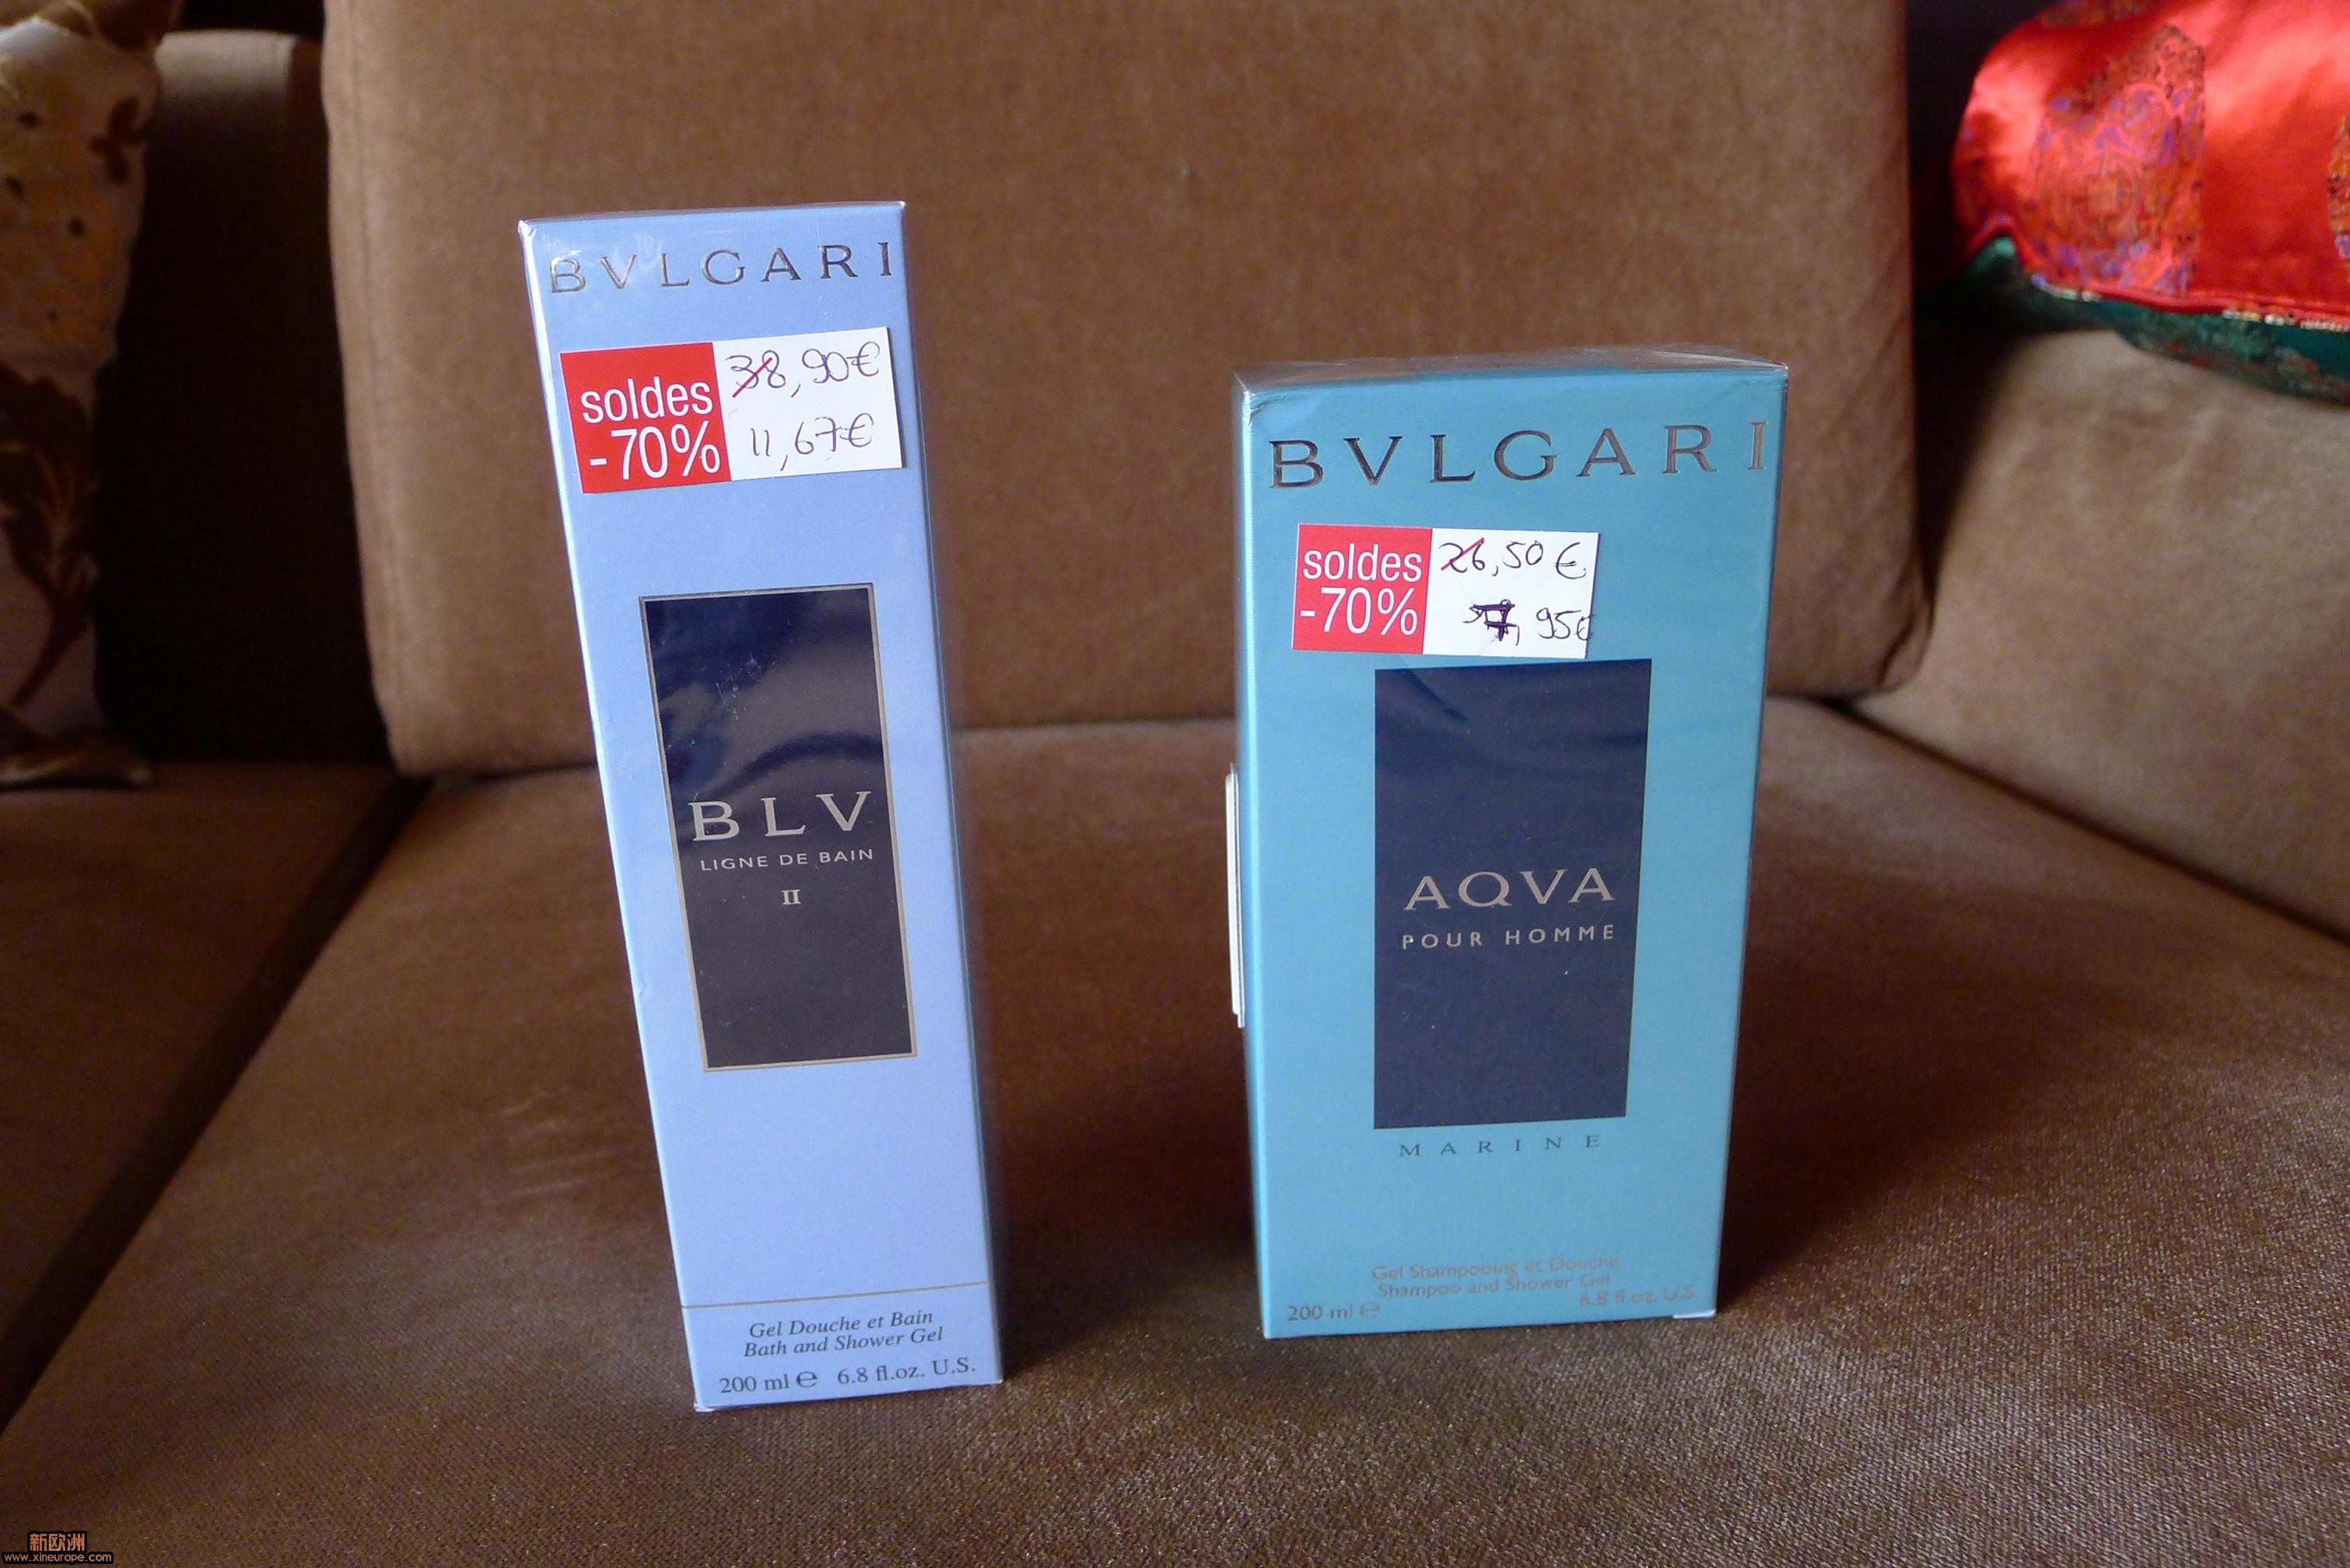 BVLGARI
soldes
-70%
38,90€
11,67€
BLV
LIGNE DE BAIN
II
Gel Douche et Bain
Bath and Shower Gel
200 ml e 6.8 fl.oz. U.S.
BVLGARI
soldes
-70%
26,50 €
7,95€
AQVA
POUR HOMME
MARINE
Gel Shampooing et Douche
Shampoo and Shower Gel
200 ml e 6.8 fl.oz. U.S.
新欧洲
www.xineurope.com